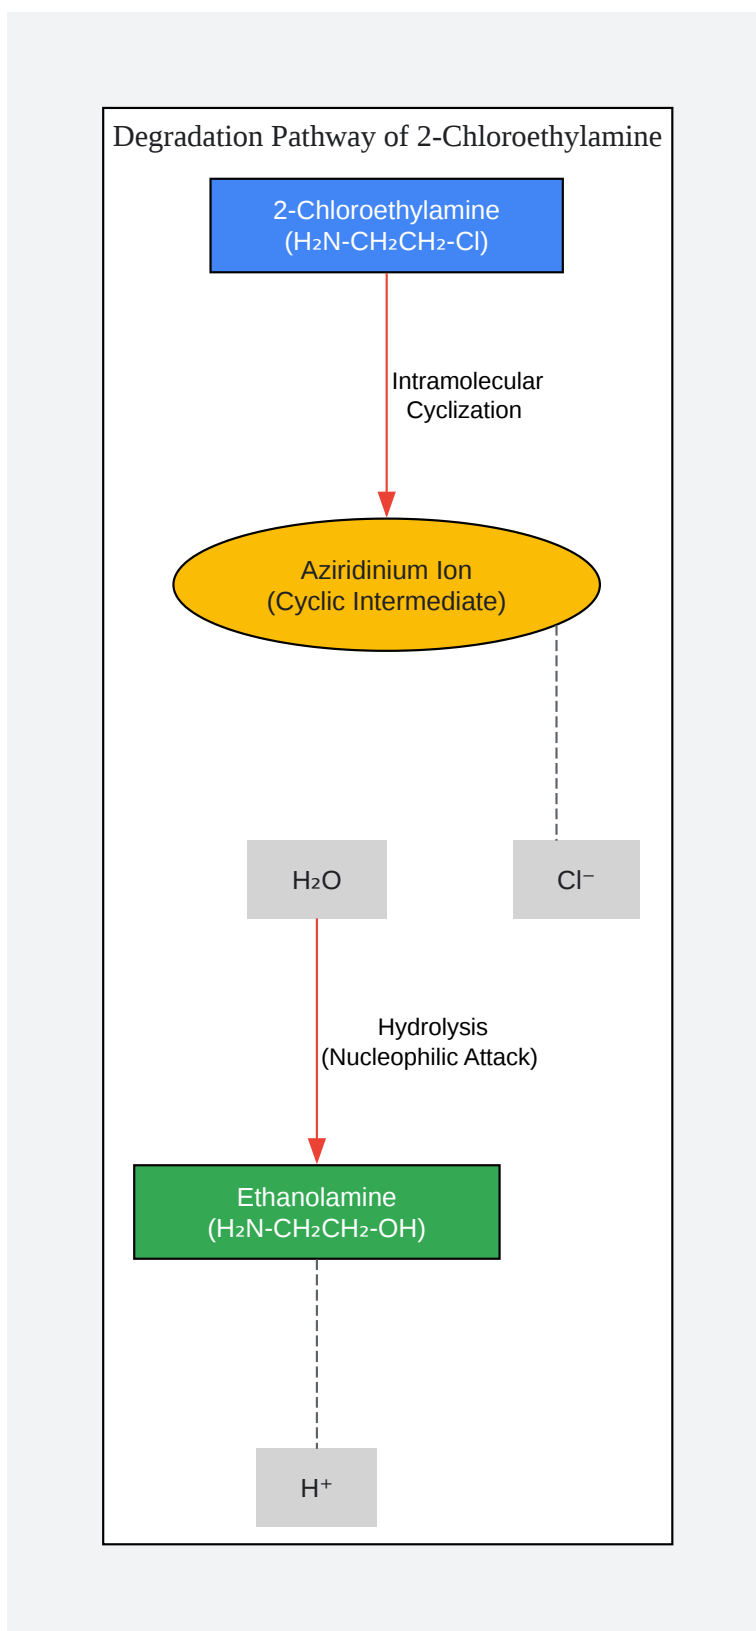 Degradation Pathway of 2-Chloroethylamine
2-Chloroethylamine
(H₂N-CH₂CH₂-Cl)
Intramolecular
Cyclization
Aziridinium Ion
(Cyclic Intermediate)
H₂O
Cl⁻
Hydrolysis
(Nucleophilic Attack)
Ethanolamine
(H₂N-CH₂CH₂-OH)
H⁺